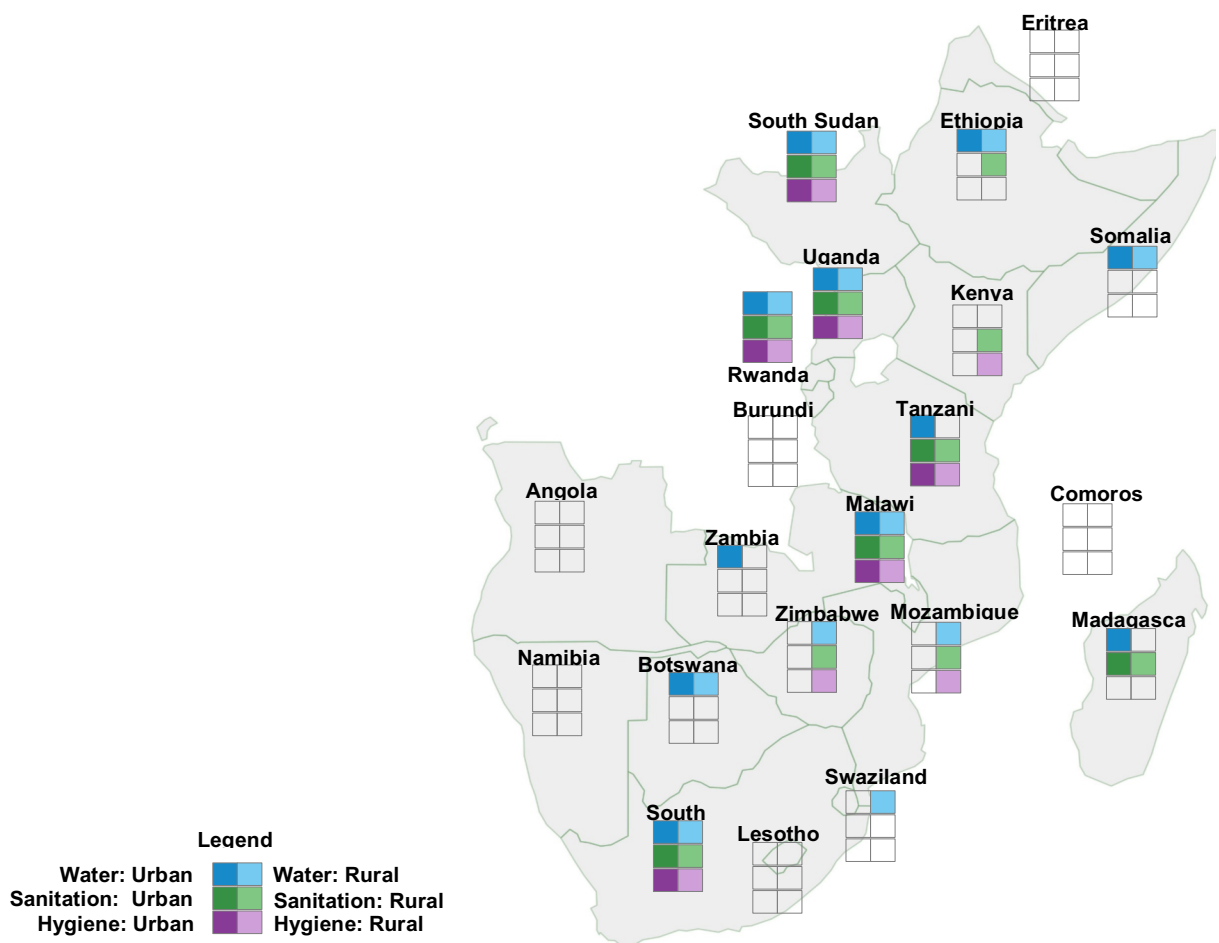 Eritrea
South Sudan
Ethiopia
Somalia
Uganda
Kenya
Rwanda
Burundi
Tanzani
Angola
Comoros
Malawi
Zambia
Zimbabwe
Mozambique
Madagasca
Namibia
Botswana
Swaziland
South
Lesotho
Legend
Water: Urban Water: Rural
Sanitation: Urban Sanitation: Rural
Hygiene: Urban Hygiene: Rural